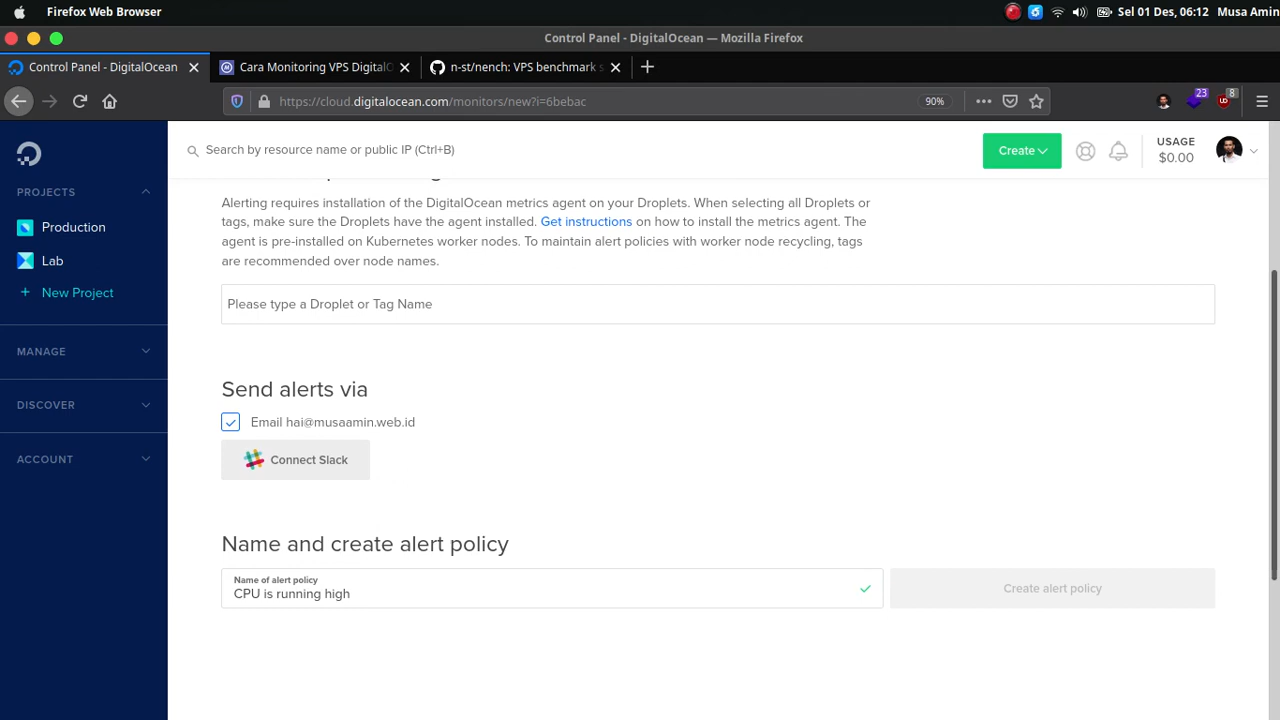 Firefox Web Browser
Sel 01 Des, 06:12 Musa Amin
Control Panel - DigitalOcean — Mozilla Firefox
Control Panel - DigitalOcean
Cara Monitoring VPS Digital
n-st/nench: VPS benchmark s
https://cloud.digitalocean.com/monitors/new?i=6bebac
90%
23
8
Search by resource name or public IP (Ctrl+B)
Create
USAGE
$0.00
PROJECTS
Production
Lab
+ New Project
MANAGE
DISCOVER
ACCOUNT
Alerting requires installation of the DigitalOcean metrics agent on your Droplets. When selecting all Droplets or
tags, make sure the Droplets have the agent installed. Get instructions on how to install the metrics agent. The
agent is pre-installed on Kubernetes worker nodes. To maintain alert policies with worker node recycling, tags
are recommended over node names.
Please type a Droplet or Tag Name
Send alerts via
Email hai@musaamin.web.id
Connect Slack
Name and create alert policy
Name of alert policy
CPU is running high
Create alert policy